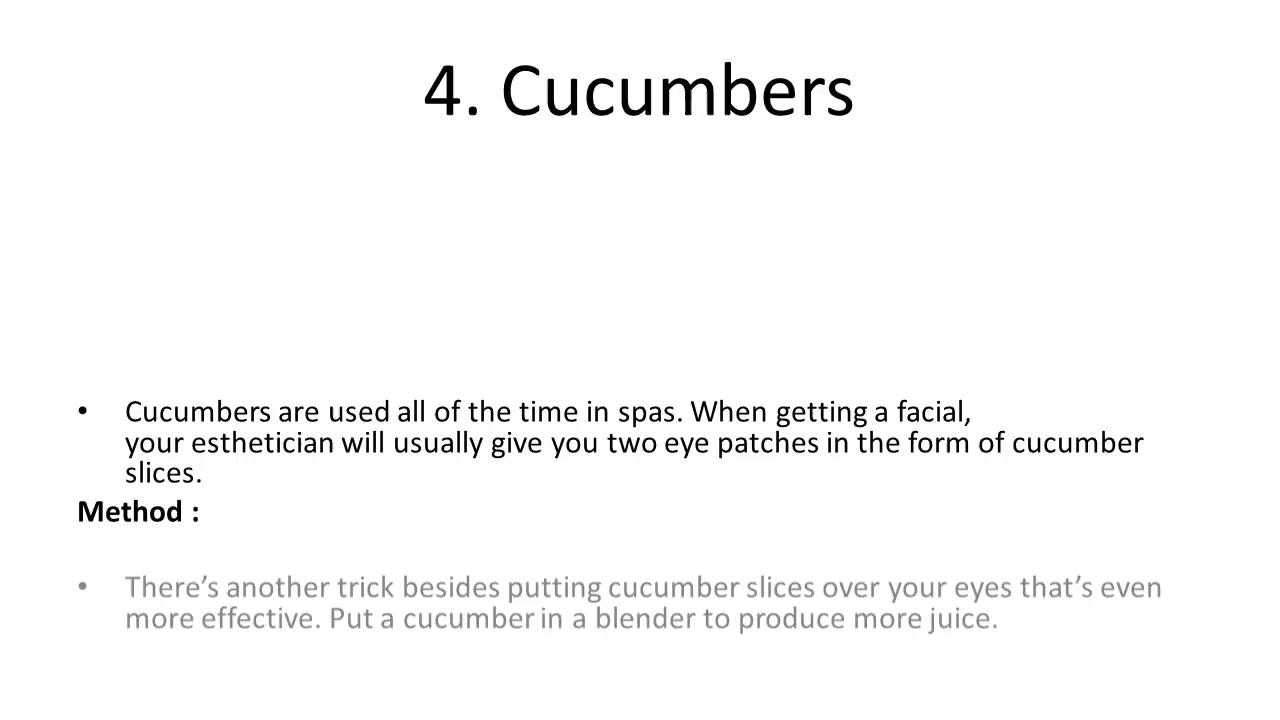 4. Cucumbers
• Cucumbers are used all of the time in spas. When getting a facial,
your esthetician will usually give you two eye patches in the form of cucumber
slices.
Method :
• There’s another trick besides putting cucumber slices over your eyes that’s even
more effective. Put a cucumber in a blender to produce more juice.